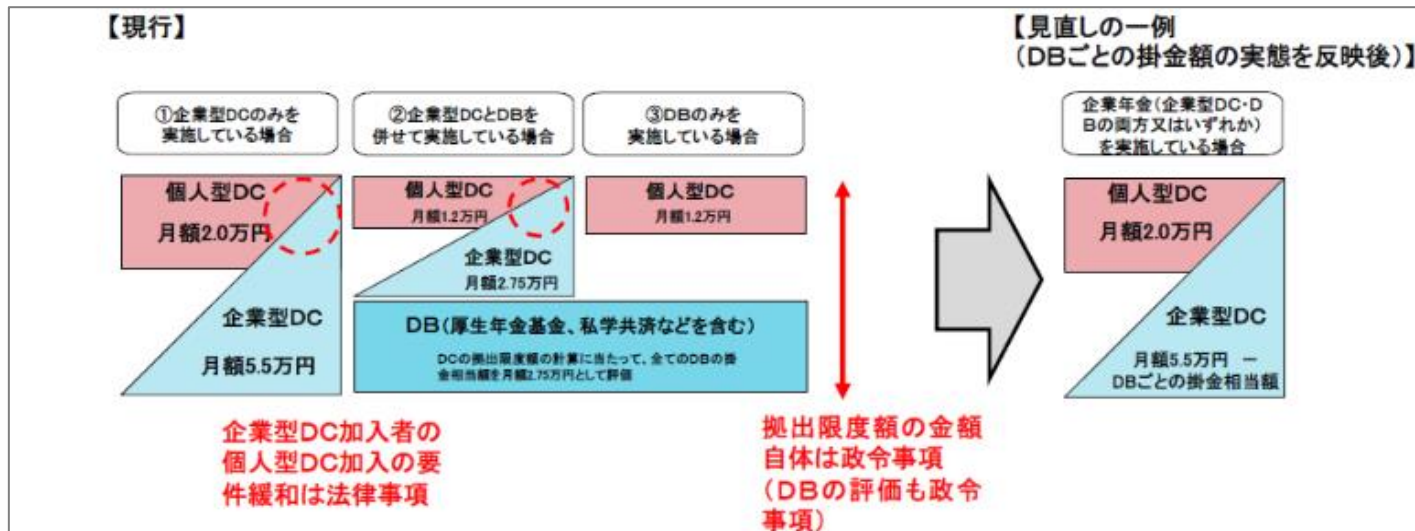 【現行】
①企業型DCのみを
実施している場合
②企業型DCとDBを
併せて実施している場合
③DBのみを
実施している場合
個人型DC
月額2.0万円
企業型DC
月額5.5万円
個人型DC
月額1.2万円
企業型DC
月額2.75万円
個人型DC
月額1.2万円
DB(厚生年金基金、私学共済などを含む)
DCの拠出限度額の計算に当たって、全てのDBの掛
金相当額を月額2.75万円として評価
企業型DC加入者の
個人型DC加入の要
件緩和は法律事項
拠出限度額の金額
自体は政令事項
(DBの評価も政令
事項)
【見直しの一例
(DBごとの掛金額の実態を反映後)】
企業年金(企業型DC・D
Bの両方又はいずれか)
を実施している場合
個人型DC
月額2.0万円
企業型DC
月額5.5万円 －
DBごとの掛金相当額